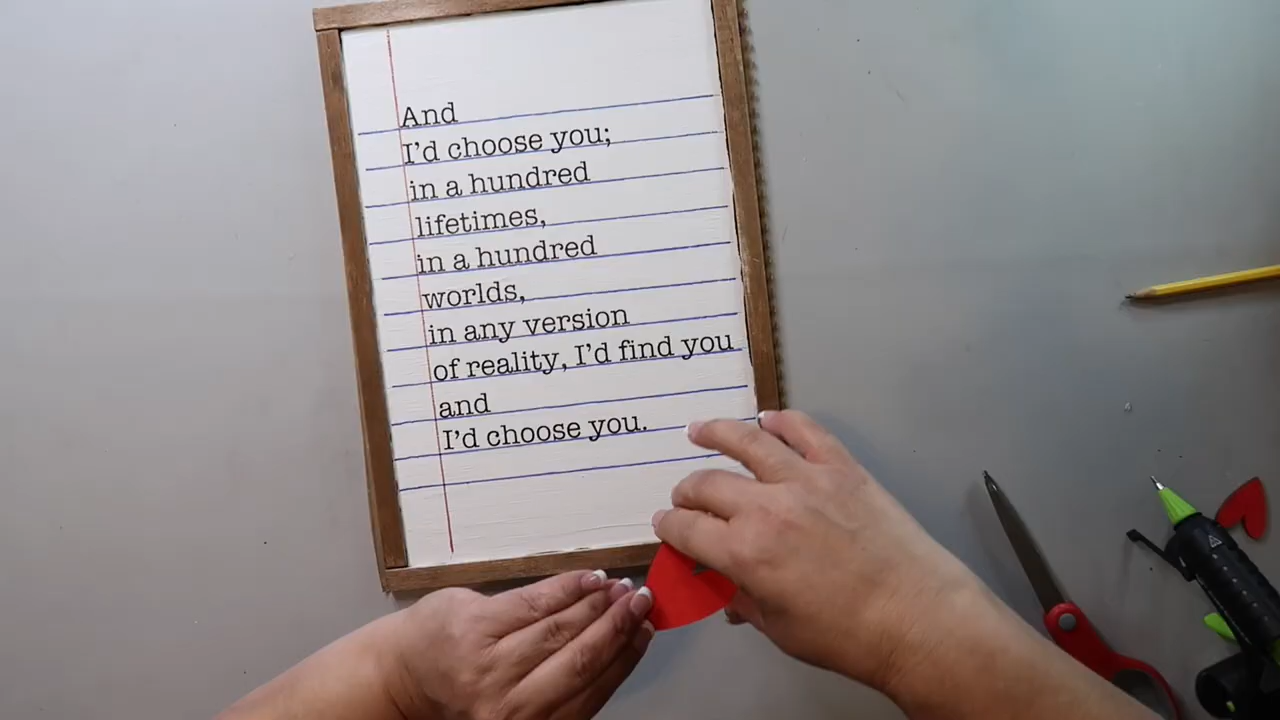 And
I'd choose you;
in a hundred
lifetimes,
in a hundred
worlds,
in any version
of reality, I'd find you
and
I'd choose you.